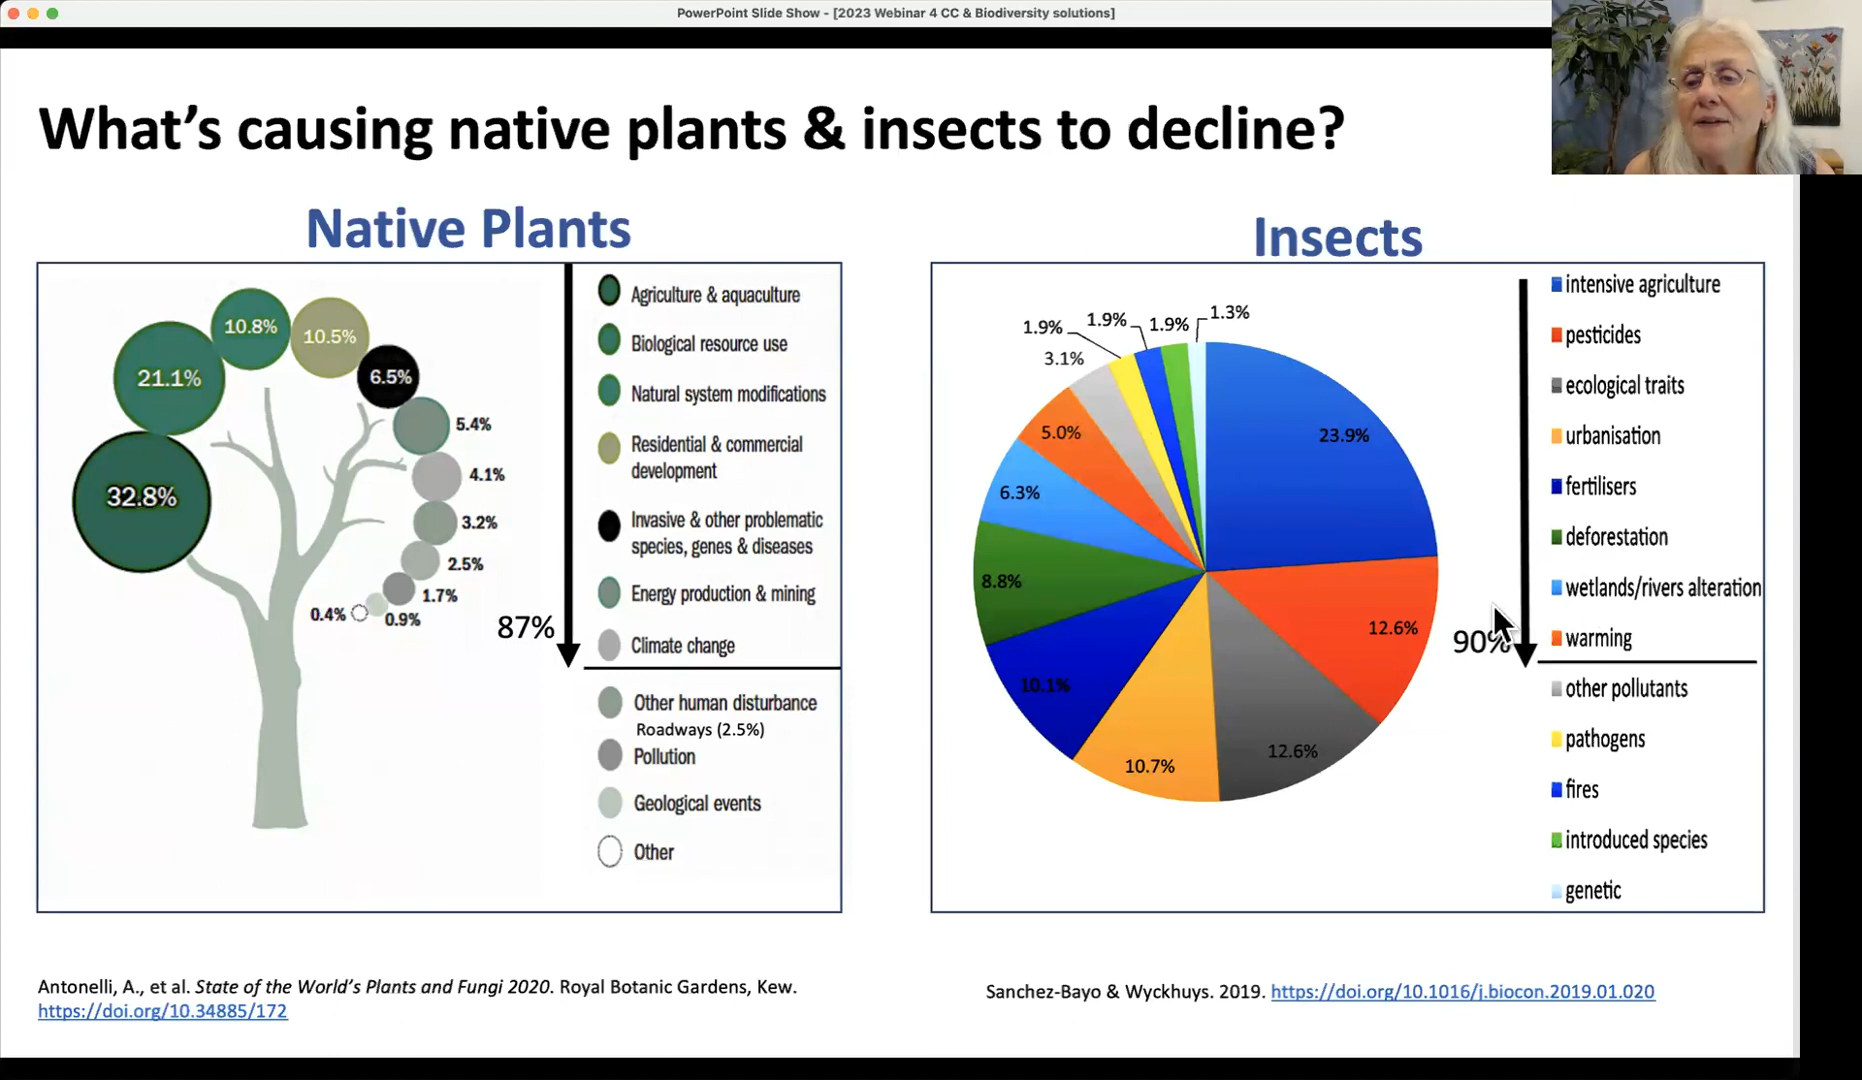 PowerPoint Slide Show - [2023 Webinar 4 CC & Biodiversity solutions]
What's causing native plants & insects to decline?
Native Plants
32.8%
21.1%
10.8%
10.5%
6.5%
5.4%
4.1%
3.2%
2.5%
1.7%
0.9%
0.4%
87%
Agriculture & aquaculture
Biological resource use
Natural system modifications
Residential & commercial
development
Invasive & other problematic
species, genes & diseases
Energy production & mining
Climate change
Other human disturbance
Roadways (2.5%)
Pollution
Geological events
Other
Antonelli, A., et al. State of the World's Plants and Fungi 2020. Royal Botanic Gardens, Kew.
https://doi.org/10.34885/172
Insects
23.9%
12.6%
12.6%
10.7%
10.1%
8.8%
6.3%
5.0%
3.1%
1.9%
1.9%
1.9%
1.3%
90%
intensive agriculture
pesticides
ecological traits
urbanisation
fertilisers
deforestation
wetlands/rivers alteration
warming
other pollutants
pathogens
fires
introduced species
genetic
Sanchez-Bayo & Wyckhuys. 2019. https://doi.org/10.1016/j.biocon.2019.01.020